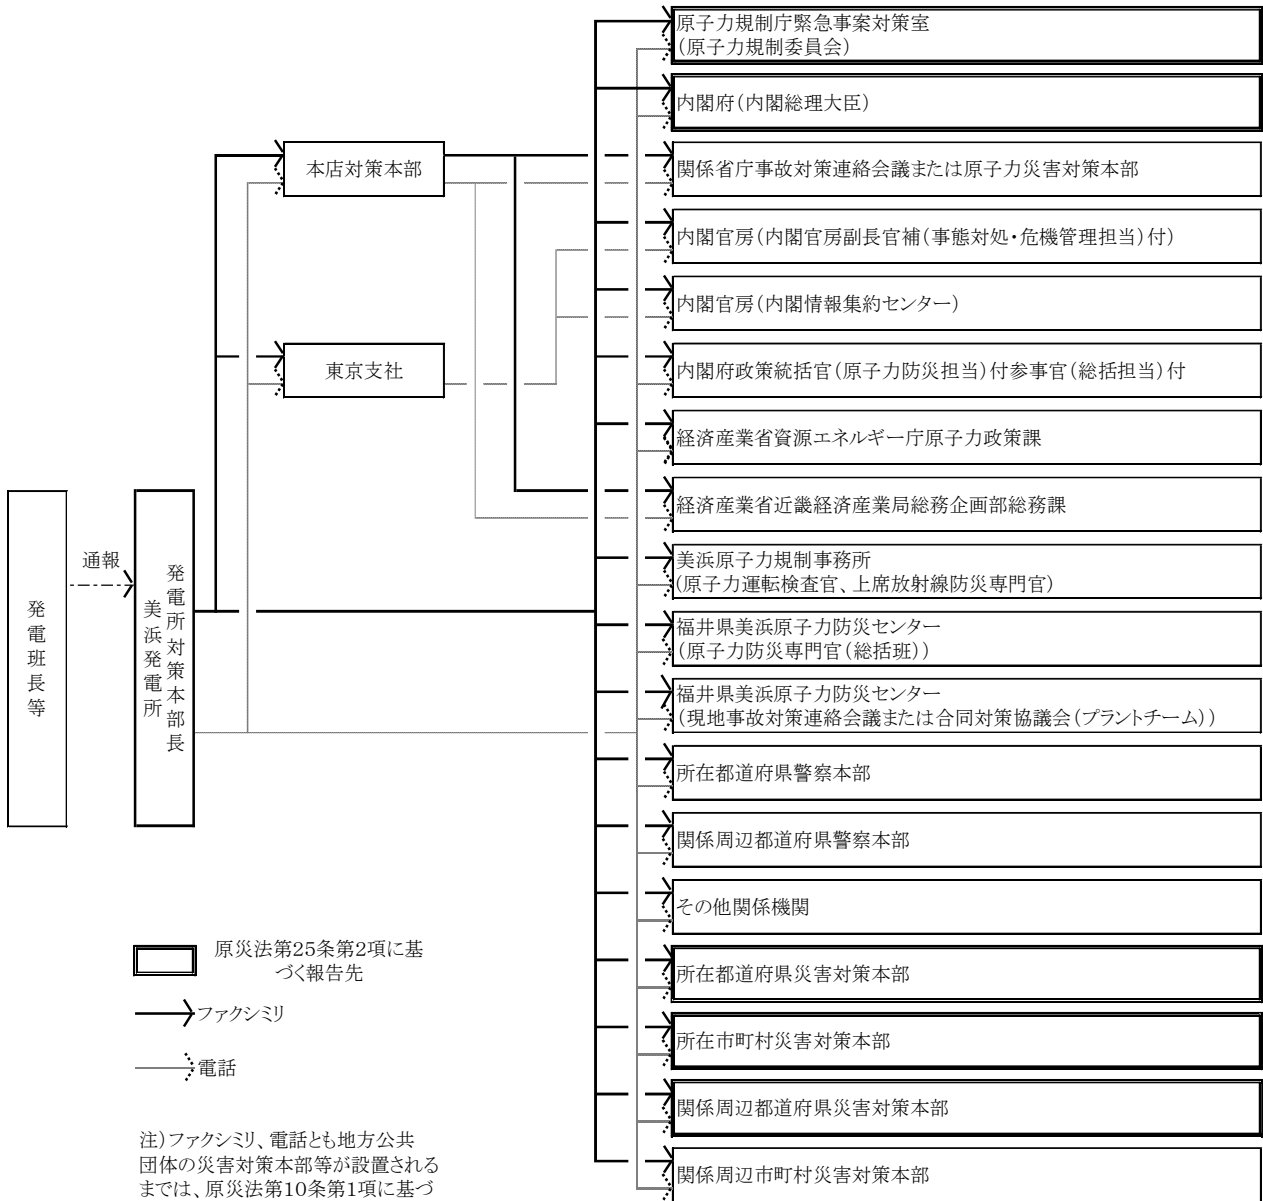 原子力規制庁緊急事案対策室
(原子力規制委員会)
内閣府(内閣総理大臣)
本店対策本部
関係省庁事故対策連絡会議または原子力災害対策本部
内閣官房(内閣官房副長官補(事態対処・危機管理担当)付)
内閣官房(内閣情報集約センター)
東京支社
内閣府政策統括官(原子力防災担当)付参事官(総括担当)付
経済産業省資源エネルギー庁原子力政策課
経済産業省近畿経済産業局総務企画部総務課
発電班長等
通報
発電所対策本部長
美浜発電所
美浜原子力規制事務所
(原子力運転検査官、上席放射線防災専門官)
福井県美浜原子力防災センター
(原子力防災専門官(総括班))
福井県美浜原子力防災センター
(現地事故対策連絡会議または合同対策協議会(プラントチーム))
所在都道府県警察本部
関係周辺都道府県警察本部
その他関係機関
所在都道府県災害対策本部
所在市町村災害対策本部
関係周辺都道府県災害対策本部
関係周辺市町村災害対策本部
原災法第25条第2項に基
づく報告先
ファクシミリ
電話
注)ファクシミリ、電話とも地方公共
団体の災害対策本部等が設置される
までは、原災法第10条第1項に基づ